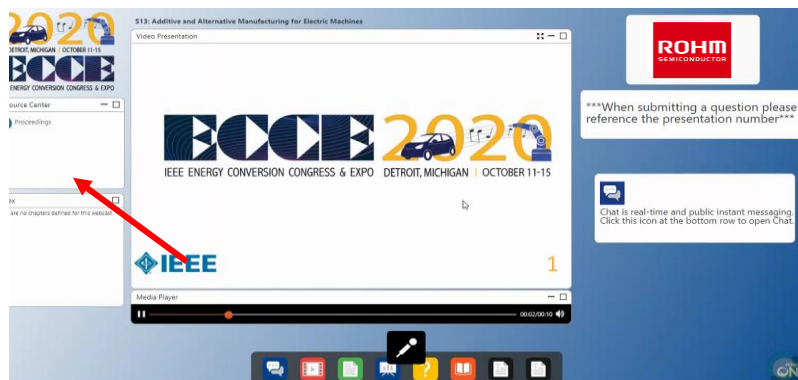 2020
DETROIT, MICHIGAN | OCTOBER 11-15
ECCE
ENERGY CONVERSION CONGRESS & EXPO
ource Center
Proceedings
are no chapters defined for this webcast
S13: Additive and Alternative Manufacturing for Electric Machines
Video Presentation
ECCE 2020
IEEE ENERGY CONVERSION CONGRESS & EXPO DETROIT, MICHIGAN | OCTOBER 11-15
IEEE
1
Media Player
00:02/00:10
ROHM
SEMICONDUCTOR
***When submitting a question please
reference the presentation number***
Chat is real-time and public instant messaging.
Click this icon at the bottom row to open Chat.
?
ON